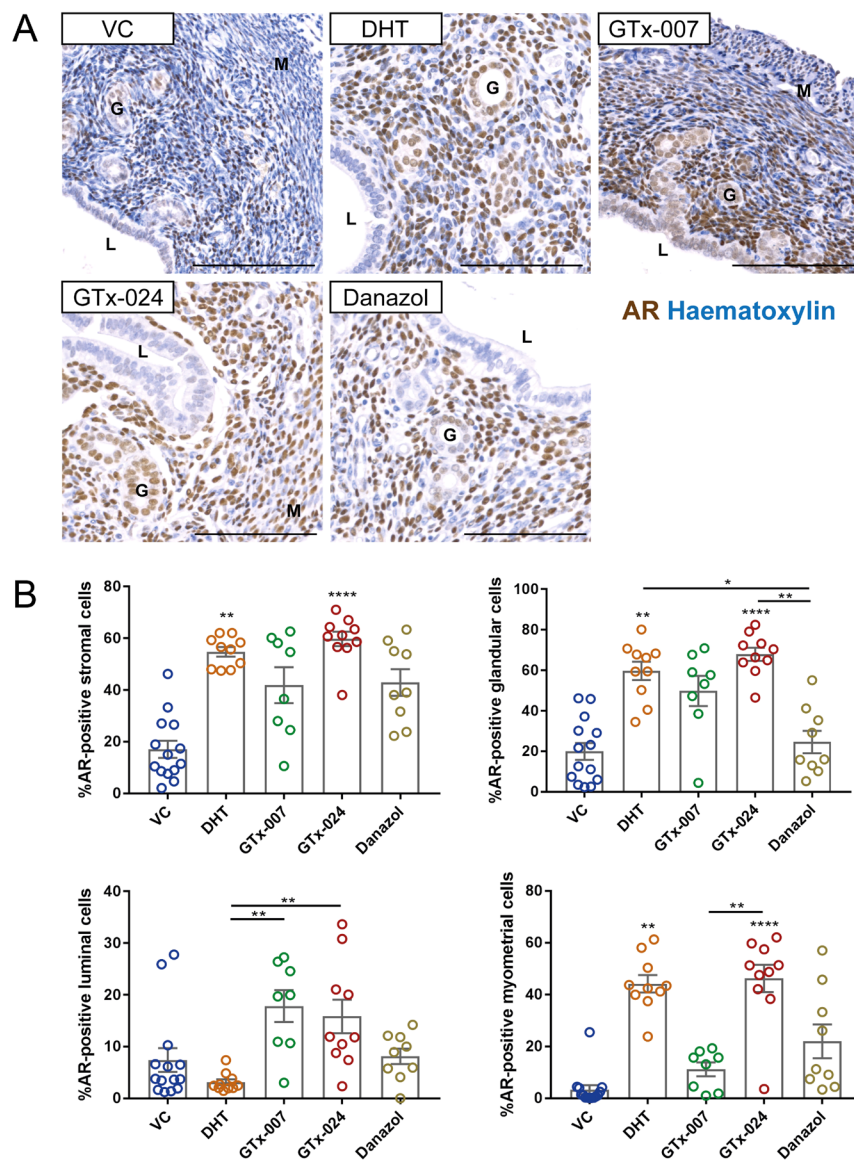 A
VC
DHT
GTx-007
G
M
L
G
L
M
G
L
GTx-024
Danazol
AR Haematoxylin
L
G
M
L
G
B
%AR-positive stromal cells
80
60
40
20
0
**
****
VC
DHT
GTx-007
GTx-024
Danazol
%AR-positive glandular cells
100
80
60
40
20
0
*
**
**
****
VC
DHT
GTx-007
GTx-024
Danazol
%AR-positive luminal cells
40
30
20
10
0
**
**
VC
DHT
GTx-007
GTx-024
Danazol
%AR-positive myometrial cells
80
60
40
20
0
**
**
****
VC
DHT
GTx-007
GTx-024
Danazol